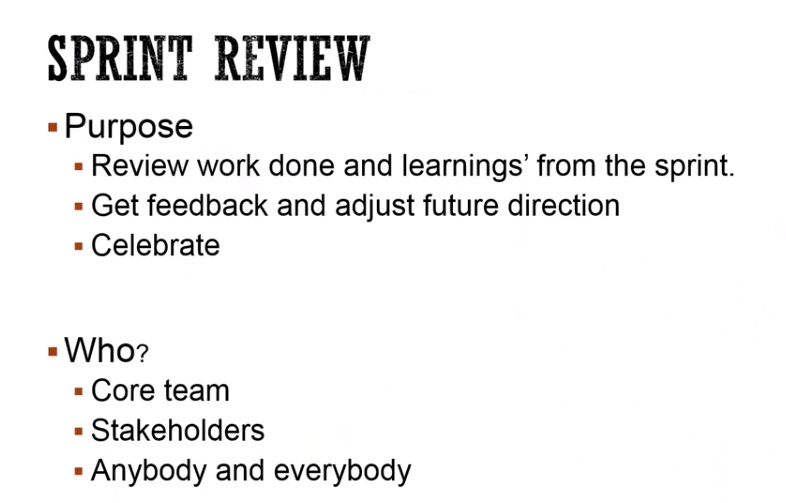 SPRINT REVIEW
Purpose
Review work done and learnings’ from the sprint.
Get feedback and adjust future direction
Celebrate
Who?
Core team
Stakeholders
Anybody and everybody